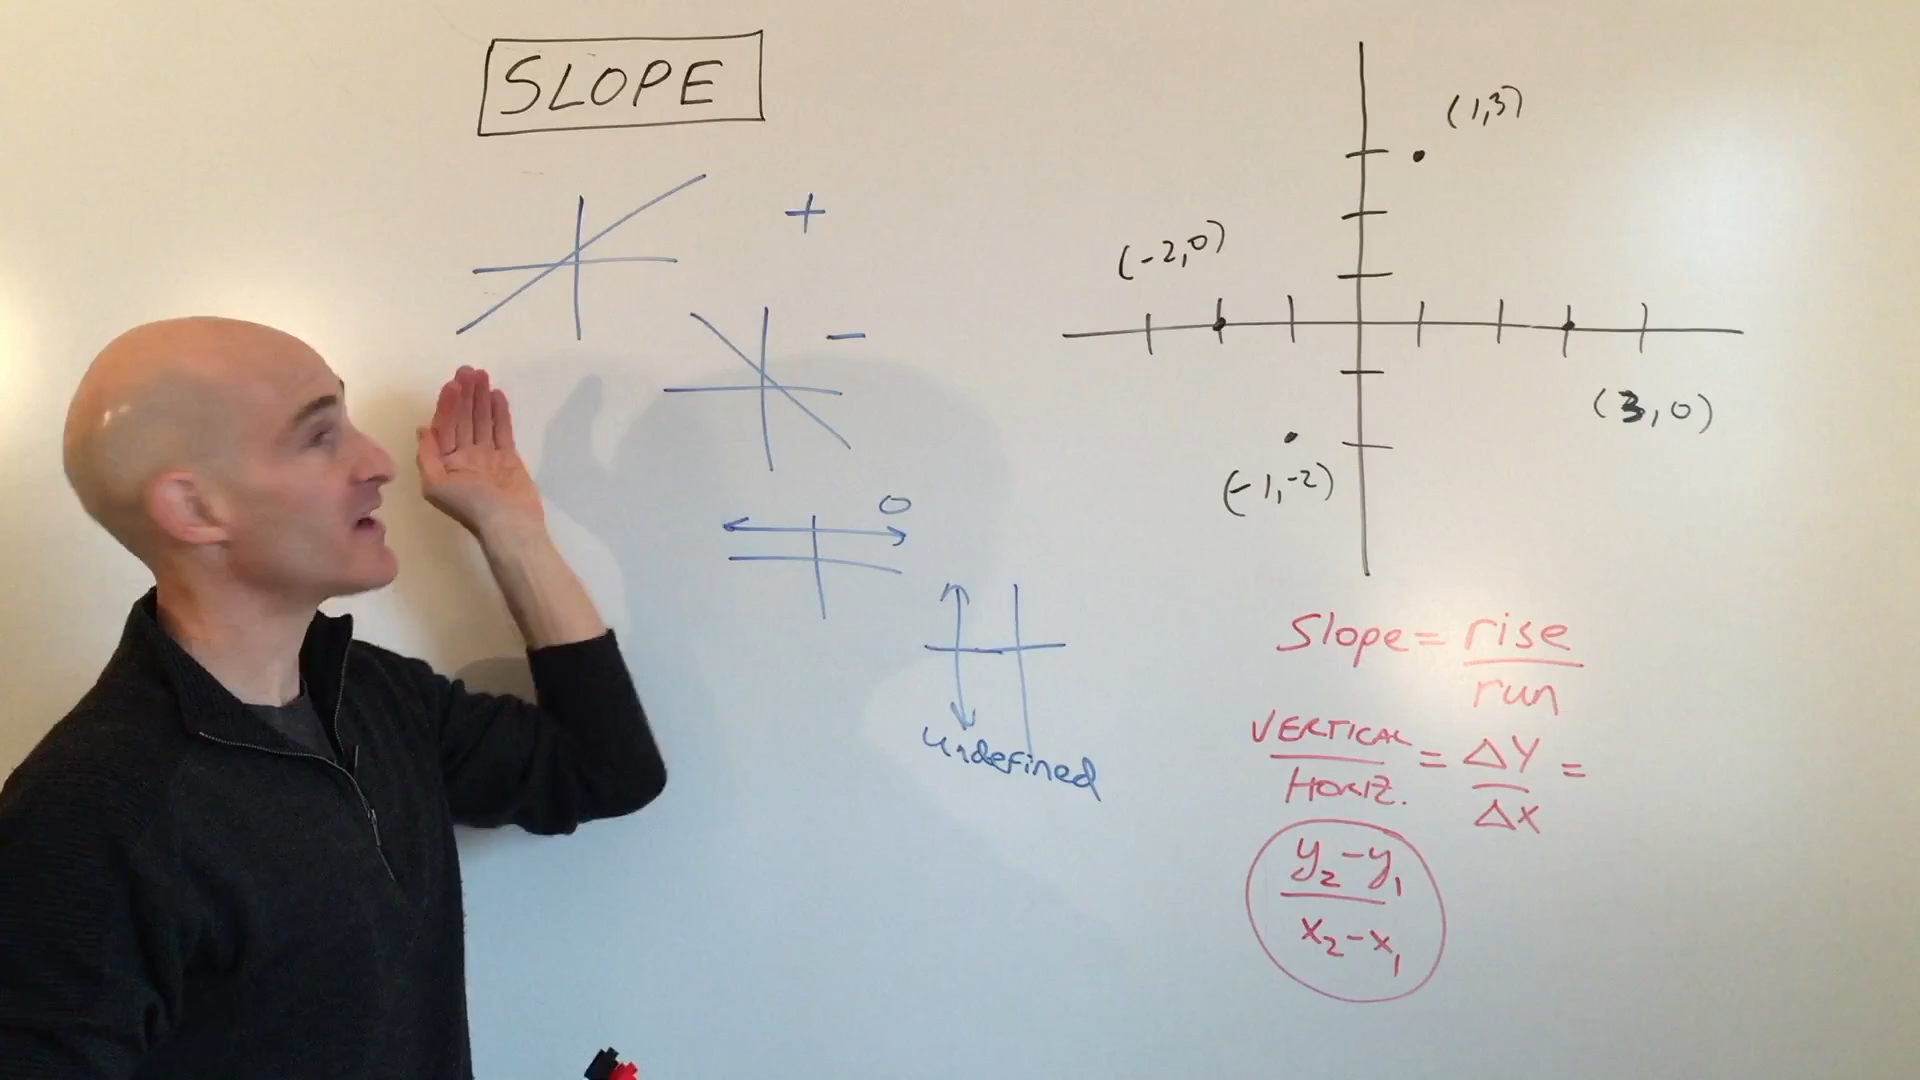 SLOPE
+
−
0
undefined
(1,3)
(-2,0)
(3,0)
(-1,-2)
Slope = rise
run
VERTICAL = ΔY =
HORIZ. ΔX
y₂-y₁
x₂-x₁